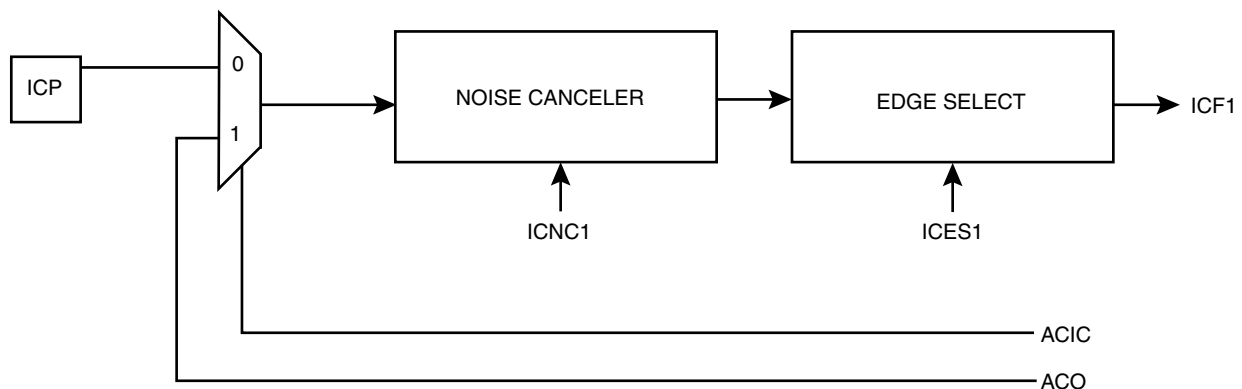 ICP
0
1
NOISE CANCELER
EDGE SELECT
ICF1
ICNC1
ICES1
ACIC
ACO